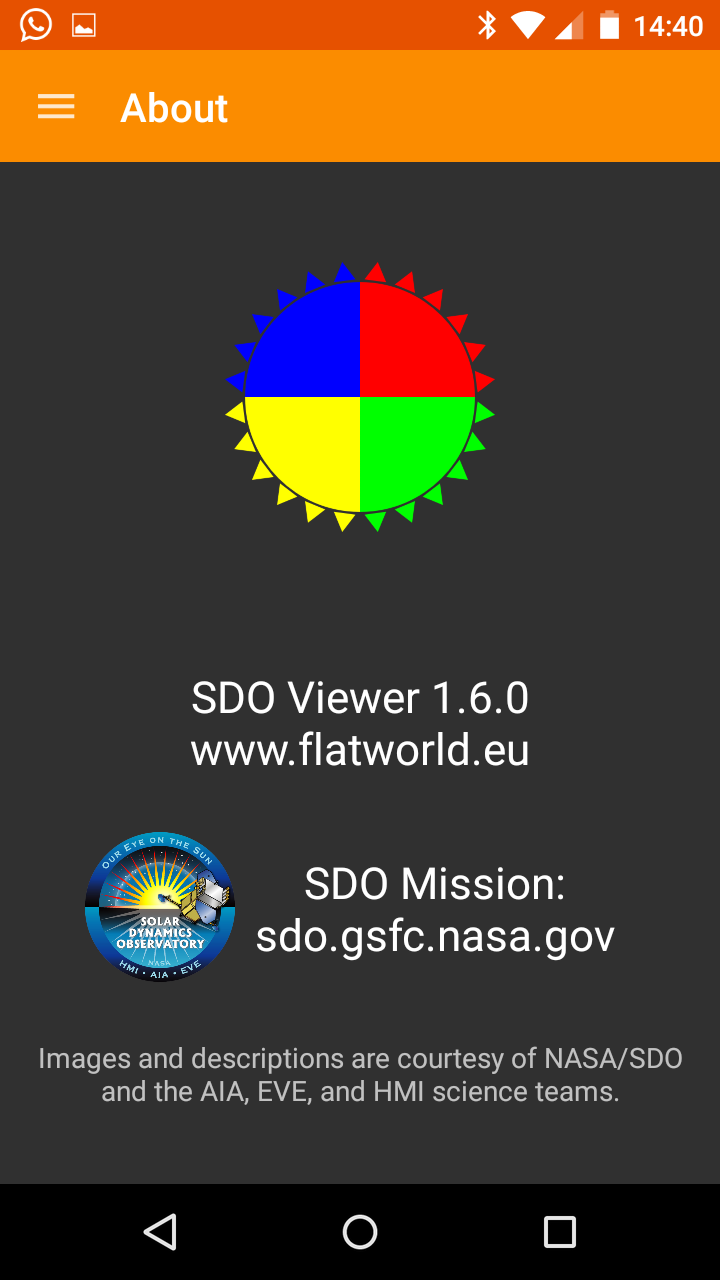 14:40
About
SDO Viewer 1.6.0
www.flatworld.eu
OUR EYE ON THE SUN
SOLAR
DYNAMICS
OBSERVATORY
NASA
HMI • AIA • EVE
SDO Mission:
sdo.gsfc.nasa.gov
Images and descriptions are courtesy of NASA/SDO
and the AIA, EVE, and HMI science teams.